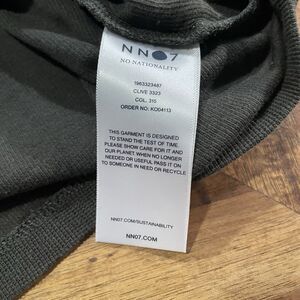 NN07
NO NATIONALITY
1963323487
CLIVE 3323
COL. 315
ORDER NO. KO04113
THIS GARMENT IS DESIGNED
TO STAND THE TEST OF TIME
PLEASE SHOW CARE FOR IT AND
OUR PLANET WHEN NO LONGER
NEEDED OR USEFUL PASS IT ON
TO SOMEONE IN NEED OR RECYCLE
NN07.COM/SUSTAINABILITY
NN07.COM